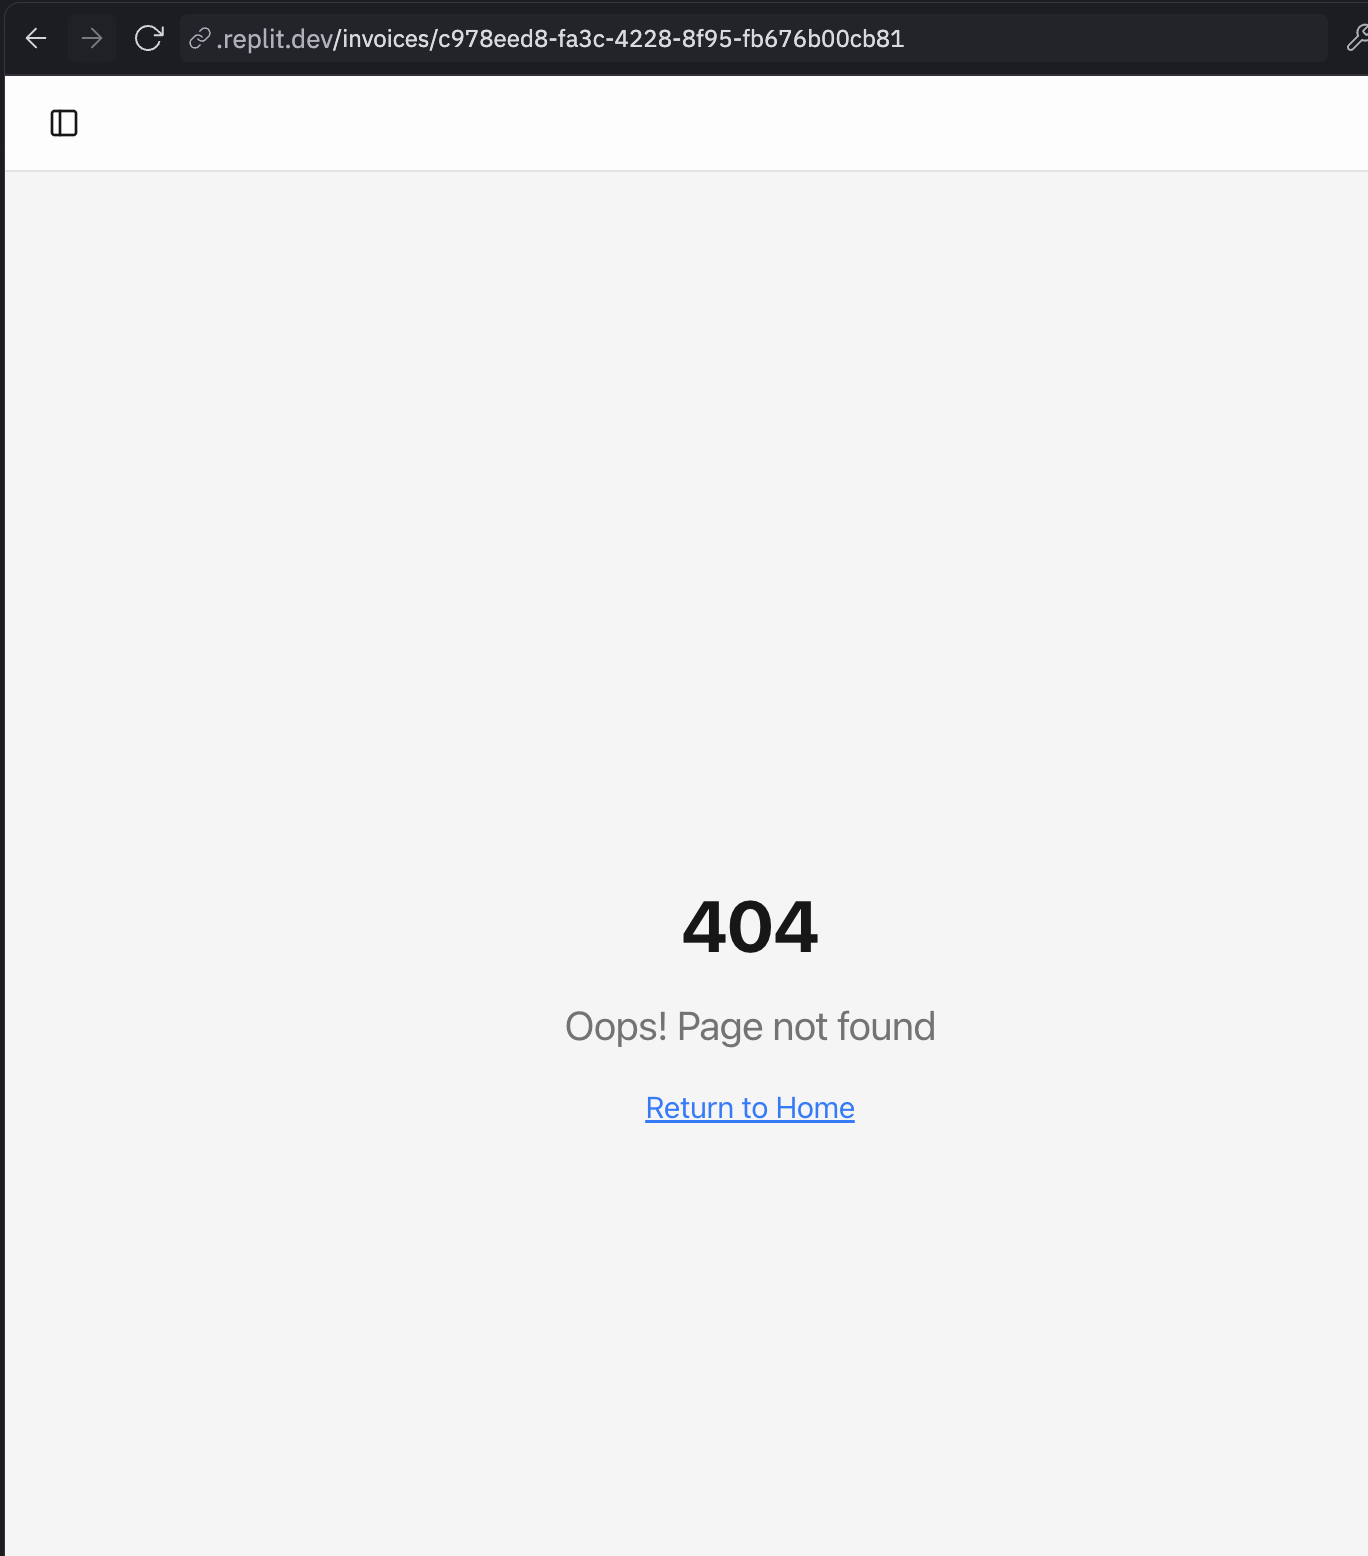 .replit.dev/invoices/c978eed8-fa3c-4228-8f95-fb676b00cb81
404
Oops! Page not found
Return to Home